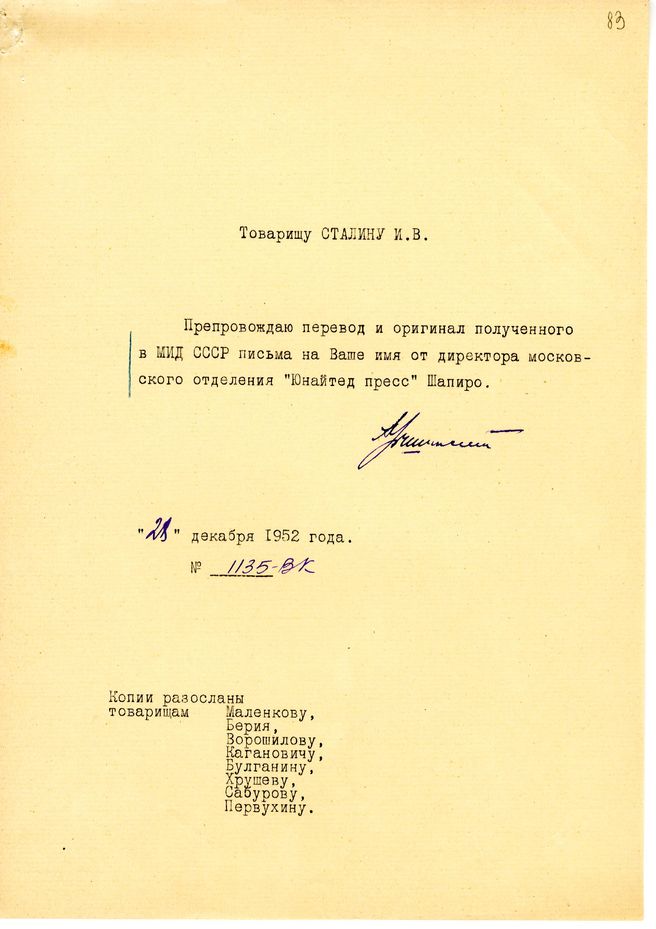 83
Товарищу СТАЛИНУ И.В.
Препровождаю перевод и оригинал полученного
в МИД СССР письма на Ваше имя от директора москов-
ского отделения "Юнайтед пресс" Шапиро.
"28" декабря 1952 года.
№ 1135-ВК
Копии разосланы
товарищам Маленкову,
Берия,
Ворошилову,
Кагановичу,
Булганину,
Хрущеву,
Сабурову,
Первухину.